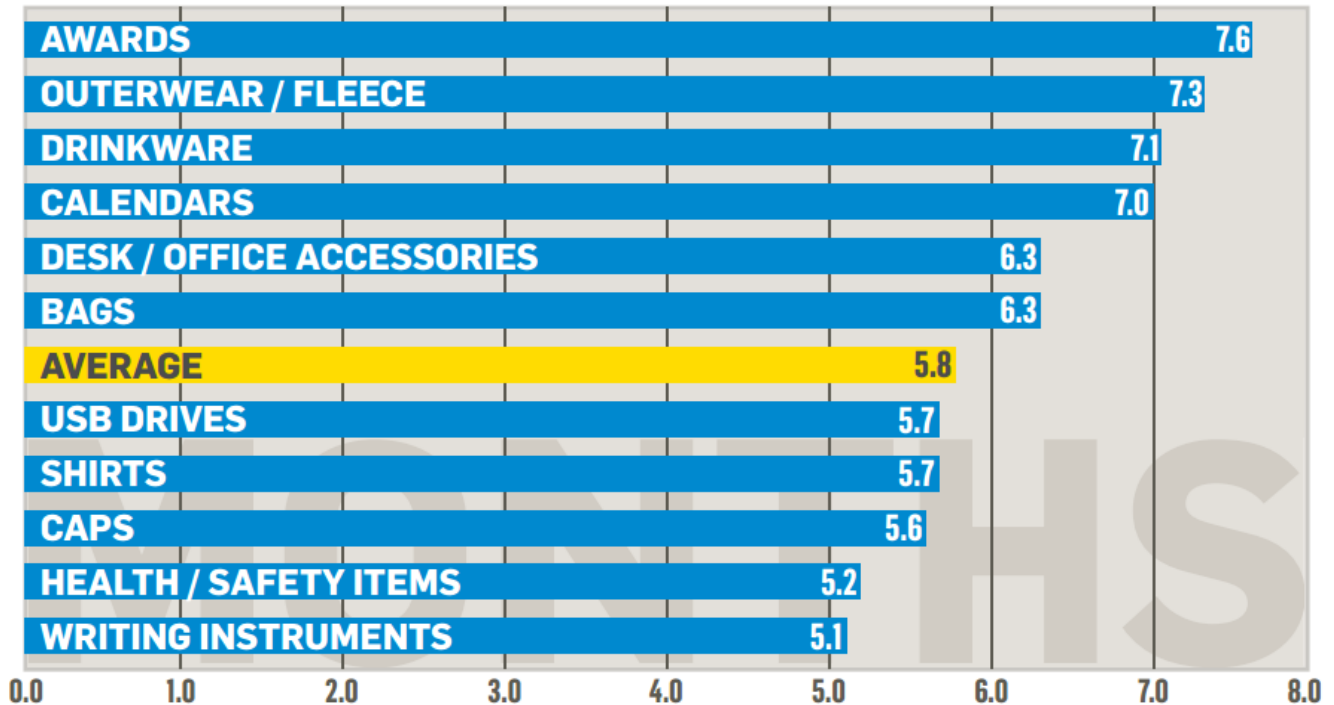 AWARDS 7.6
OUTERWEAR / FLEECE 7.3
DRINKWARE 7.1
CALENDARS 7.0
DESK / OFFICE ACCESSORIES 6.3
BAGS 6.3
AVERAGE 5.8
USB DRIVES 5.7
SHIRTS 5.7
CAPS 5.6
HEALTH / SAFETY ITEMS 5.2
WRITING INSTRUMENTS 5.1
MONTHS
0.0 1.0 2.0 3.0 4.0 5.0 6.0 7.0 8.0